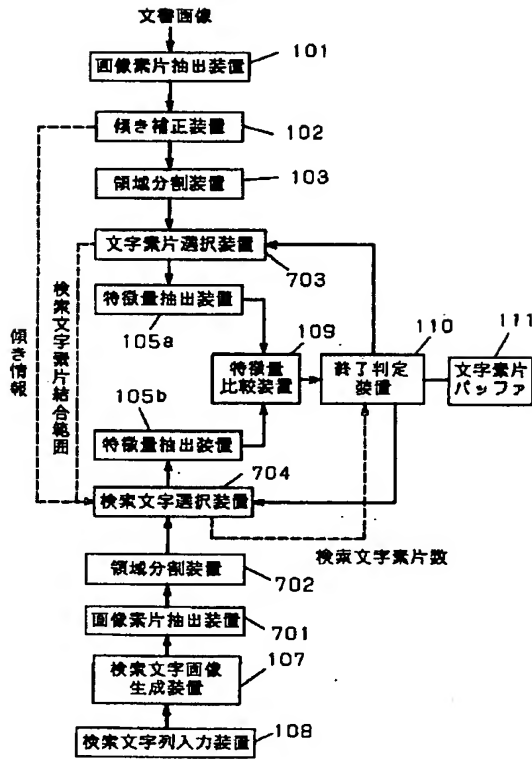 文書画像
画像素片抽出装置
101
傾き補正装置
102
領域分割装置
103
文字素片選択装置
703
特徴量抽出装置
105a
特徴量
比較装置
109
終了判定
装置
110
文字素片
バッファ
111
傾き情報
検索文字素片結合範囲
105b
特徴量抽出装置
検索文字選択装置
704
検索文字素片数
領域分割装置
702
画像素片抽出装置
701
検索文字画像
生成装置
107
検索文字列入力装置
108